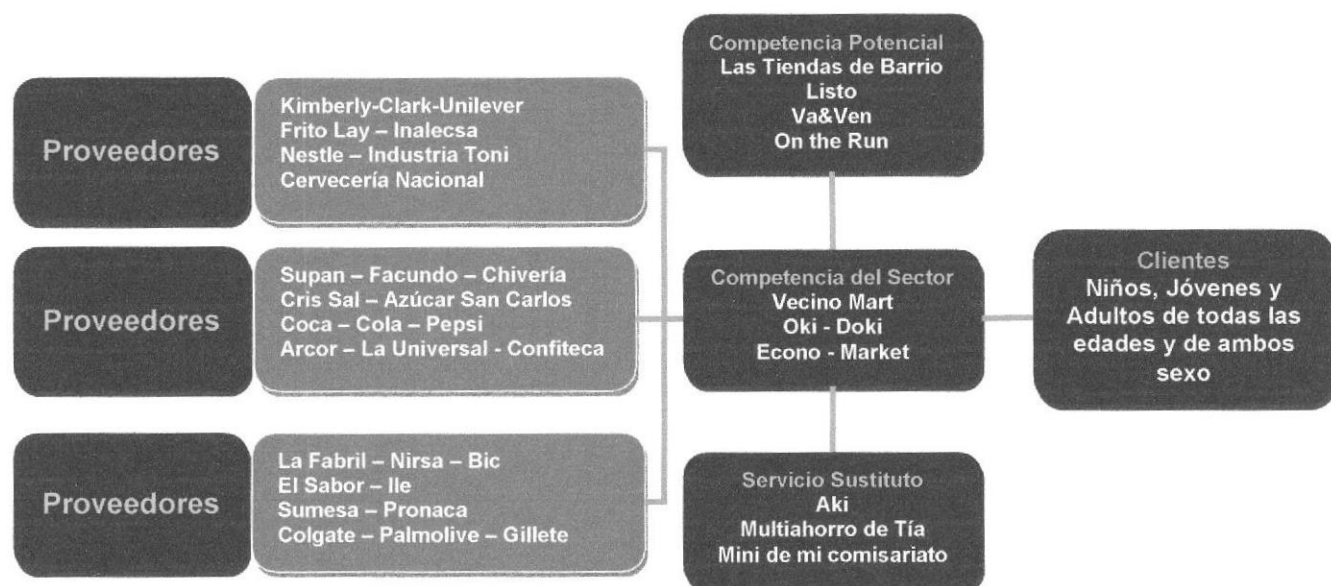 Proveedores
Kimberly-Clark-Unilever
Frito Lay – Inalecsa
Nestle – Industria Toni
Cervecería Nacional
Proveedores
Supan – Facundo – Chivería
Cris Sal – Azúcar San Carlos
Coca – Cola – Pepsi
Arcor – La Universal - Confiteca
Proveedores
La Fabril – Nirsa – Bic
El Sabor – Ile
Sumesa – Pronaca
Colgate – Palmolive – Gillete
Competencia Potencial
Las Tiendas de Barrio
Listo
Va&Ven
On the Run
Competencia del Sector
Vecino Mart
Oki - Doki
Econo - Market
Servicio Sustituto
Aki
Multiahorro de Tía
Mini de mi comisariato
Clientes
Niños, Jóvenes y
Adultos de todas las
edades y de ambos
sexo